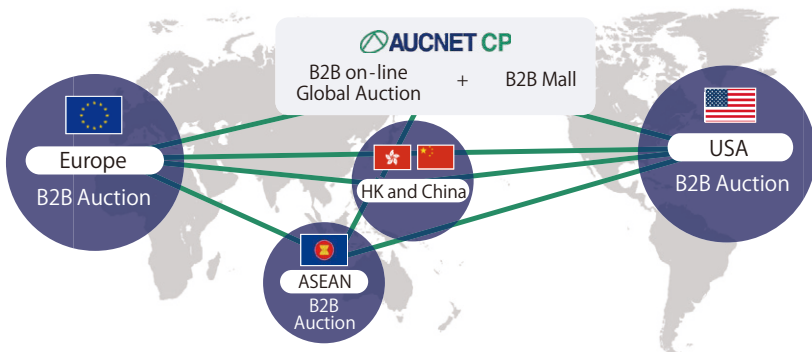 AUCNET CP
B2B on-line
Global Auction
+
B2B Mall
Europe
B2B Auction
HK and China
USA
B2B Auction
ASEAN
B2B
Auction